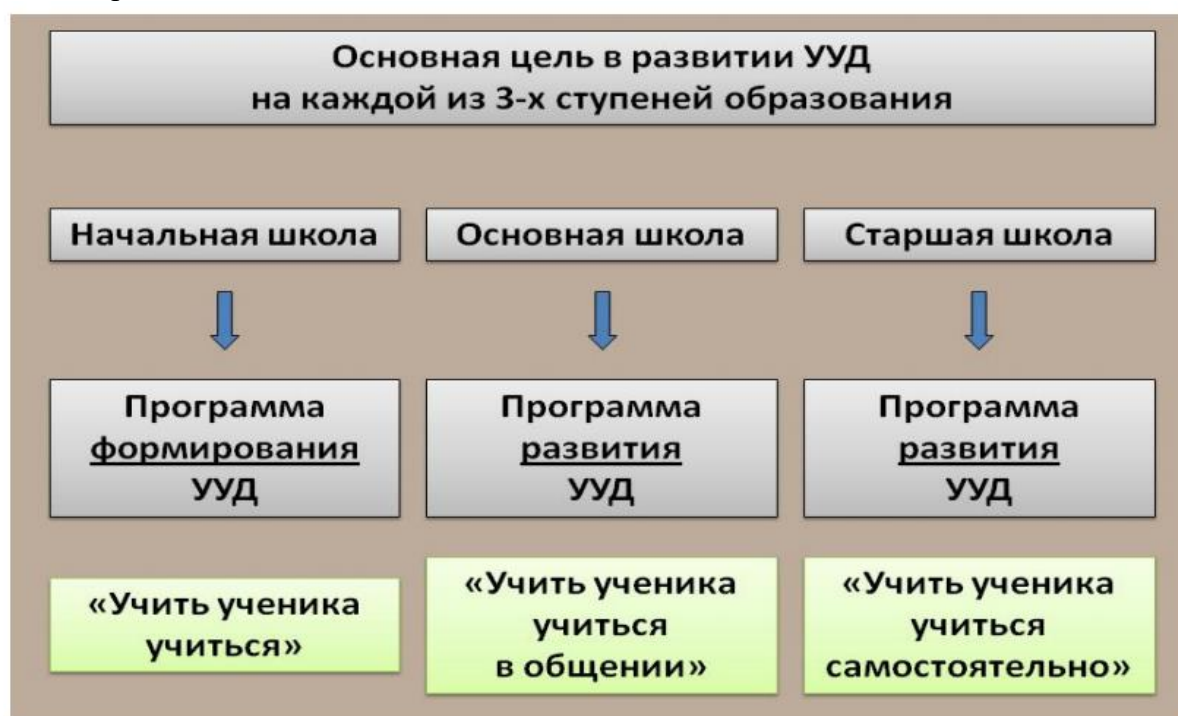 Основная цель в развитии УУД
на каждой из 3-х ступеней образования
Начальная школа
Основная школа
Старшая школа
Программа
формирования
УУД
Программа
развития
УУД
Программа
развития
УУД
«Учить ученика
учиться»
«Учить ученика
учиться
в общении»
«Учить ученика
учиться
самостоятельно»